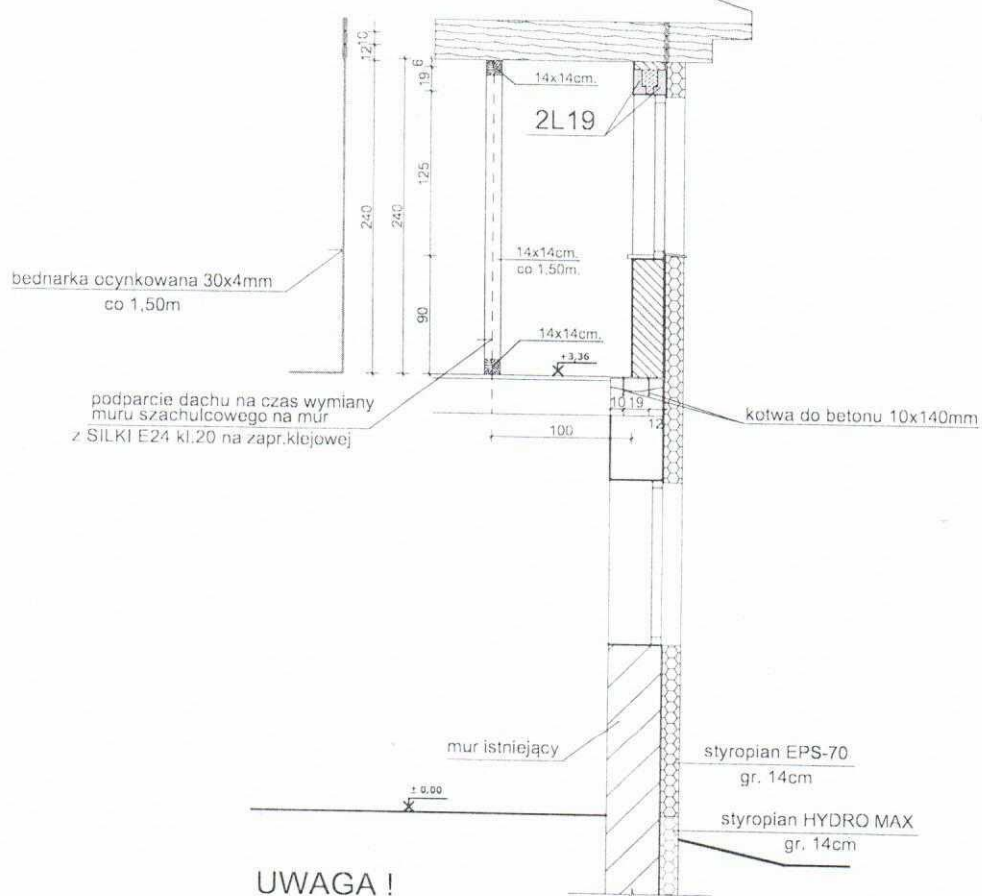 1210
6
19
14x14cm.
2L19
125
240
240
14x14cm.
co 1,50m.
bednarka ocynkowana 30x4mm
co 1,50m
90
14x14cm.
+3,36
podparcie dachu na czas wymiany
muru szachulcowego na mur
z SILKI E24 kl.20 na zapr.klejowej
10 19
12
kotwa do betonu 10x140mm
100
mur istniejący
styropian EPS-70
gr. 14cm
± 0,00
styropian HYDRO MAX
gr. 14cm
UWAGA !